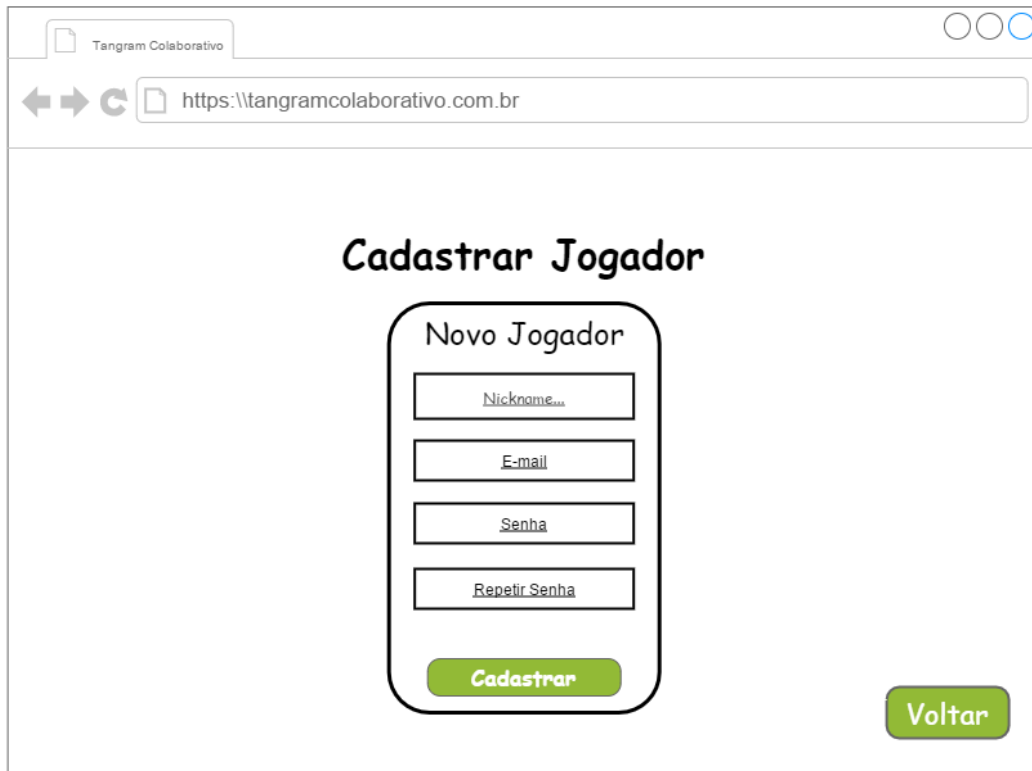 Tangram Colaborativo
https:\\tangramcolaborativo.com.br
Cadastrar Jogador
Novo Jogador
Nickname...
E-mail
Senha
Repetir Senha
Cadastrar
Voltar